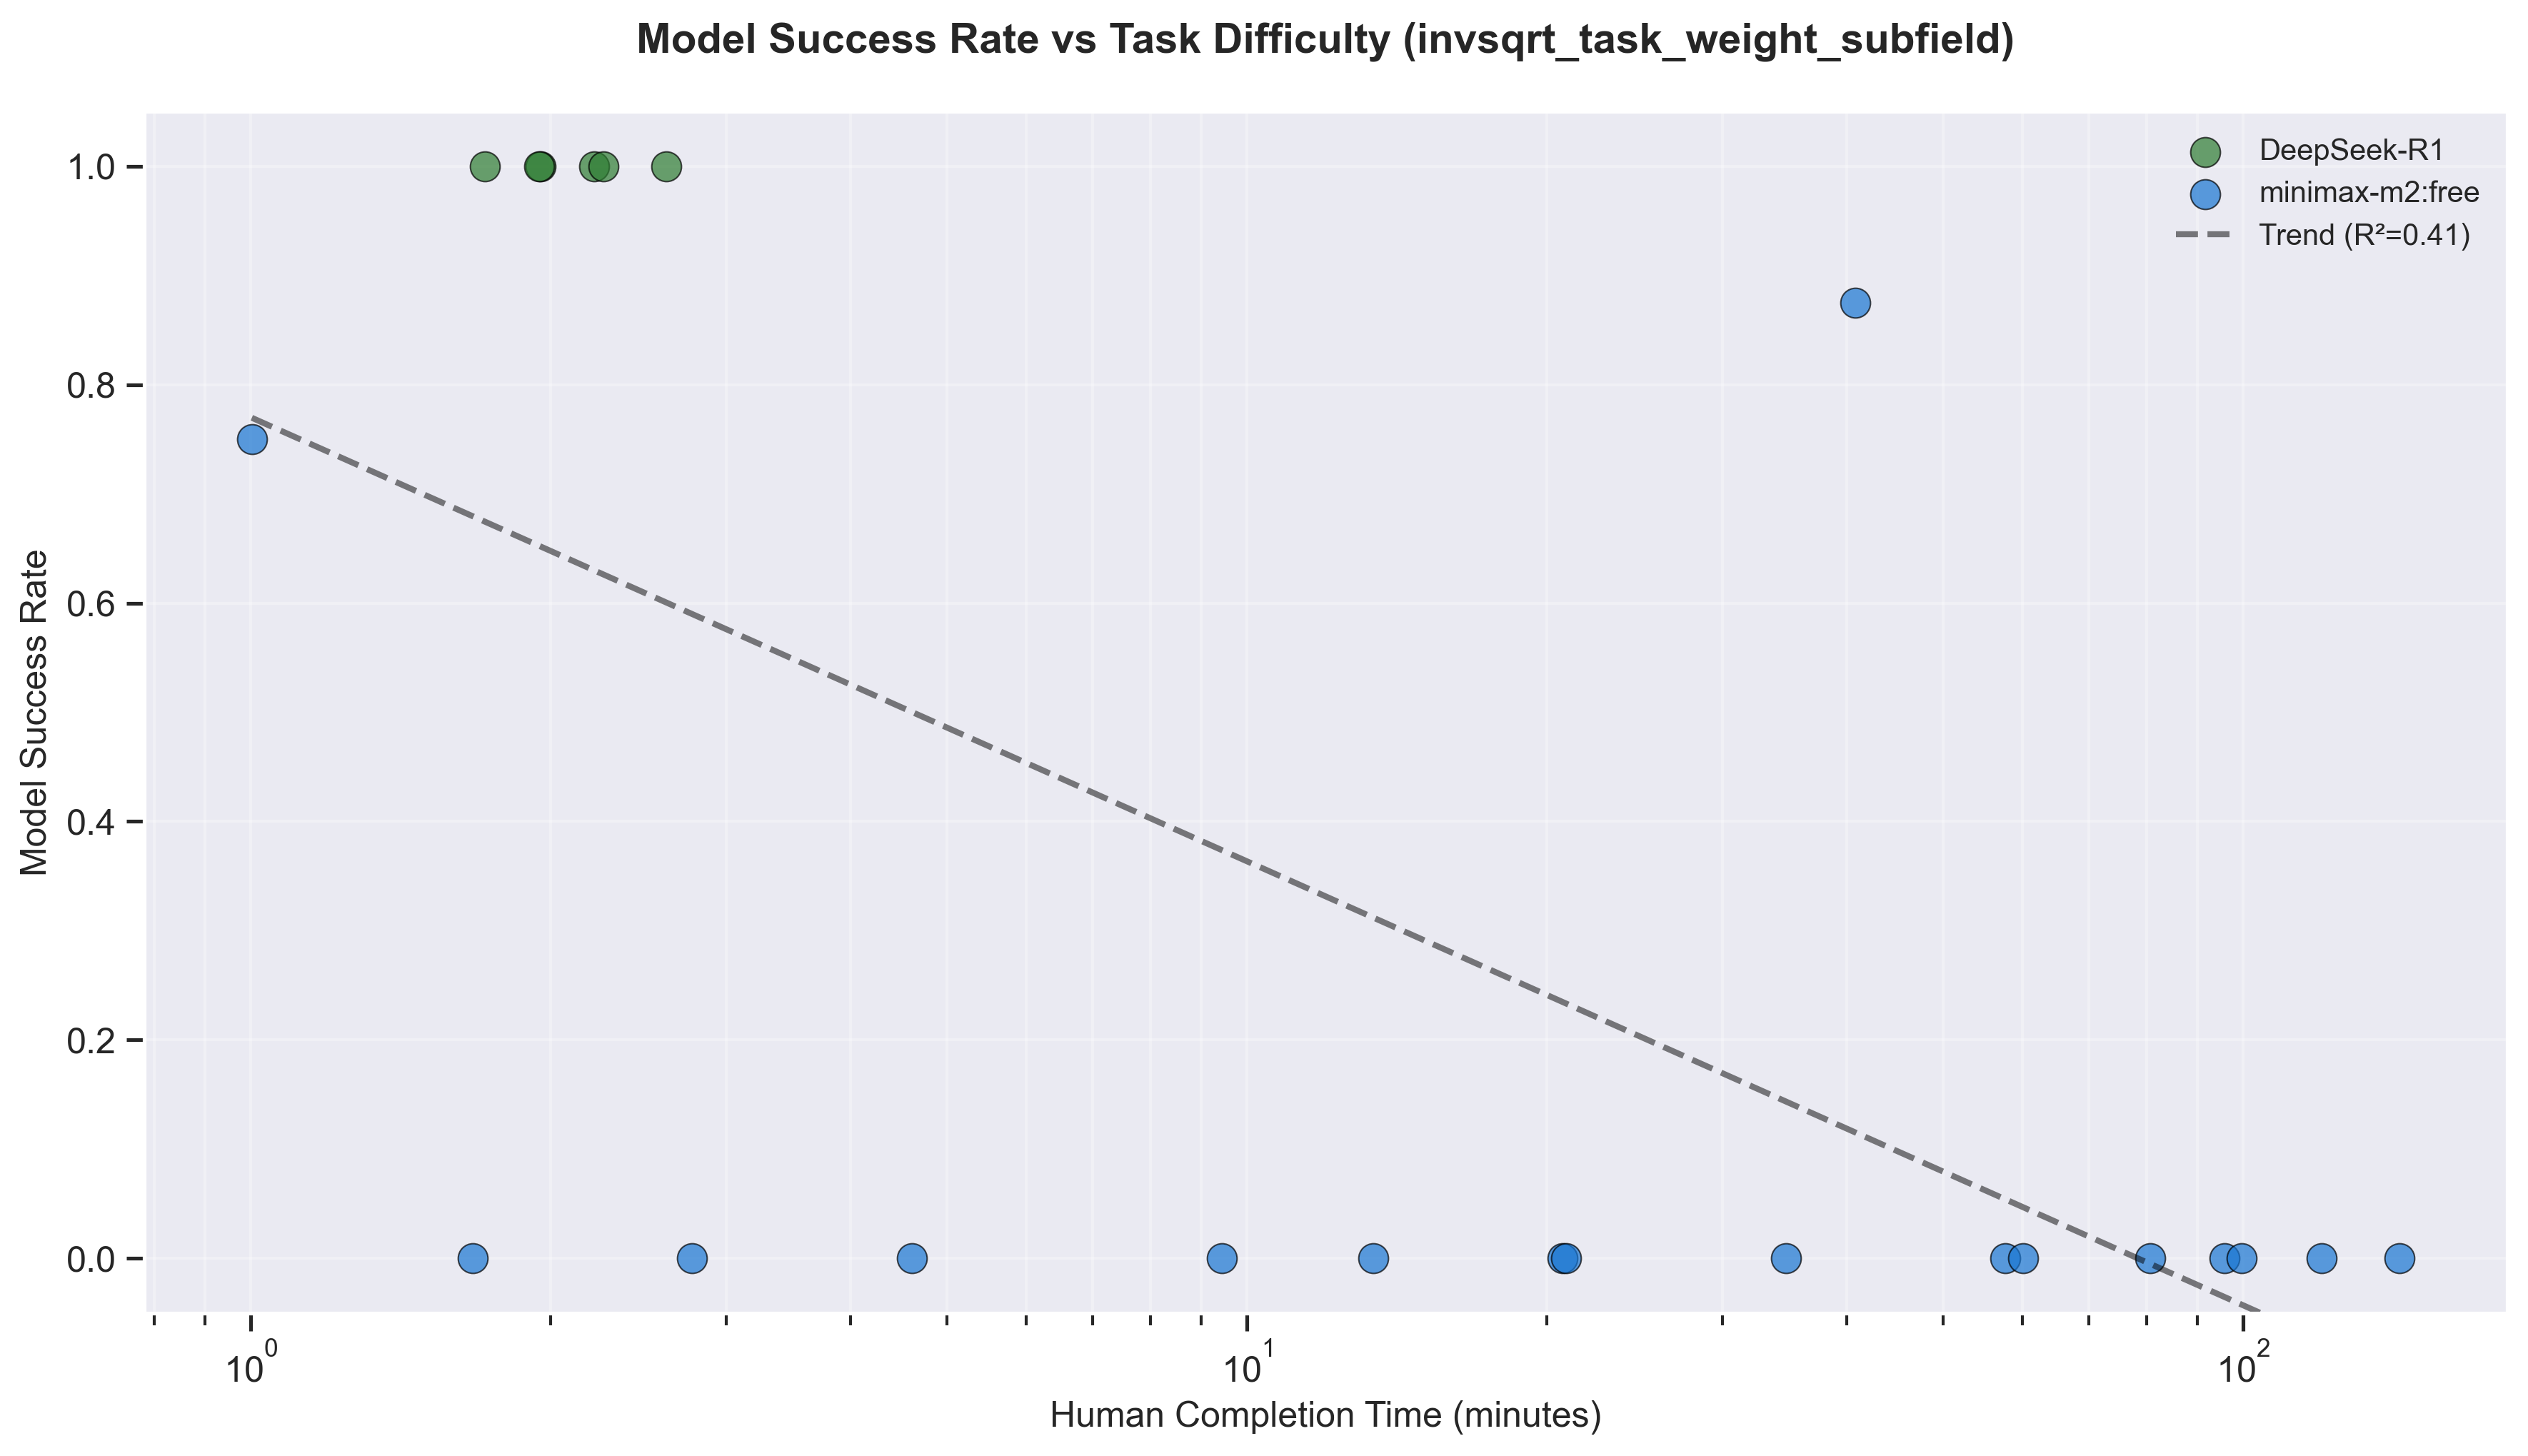 Model Success Rate vs Task Difficulty (invsqrt_task_weight_subfield)
DeepSeek-R1
minimax-m2:free
Trend (R²=0.41)
Model Success Rate
1.0
0.8
0.6
0.4
0.2
0.0
10⁰
10¹
10²
Human Completion Time (minutes)